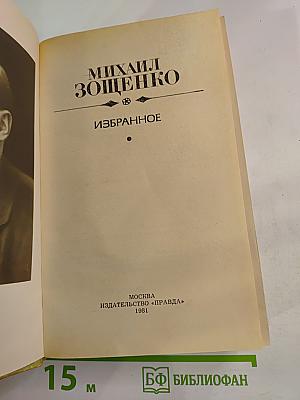 МИХАИЛ
ЗОЩЕНКО
ИЗБРАННОЕ
МОСКВА
ИЗДАТЕЛЬСТВО «ПРАВДА»
1981
15 м
БФ БИБЛИОФАН